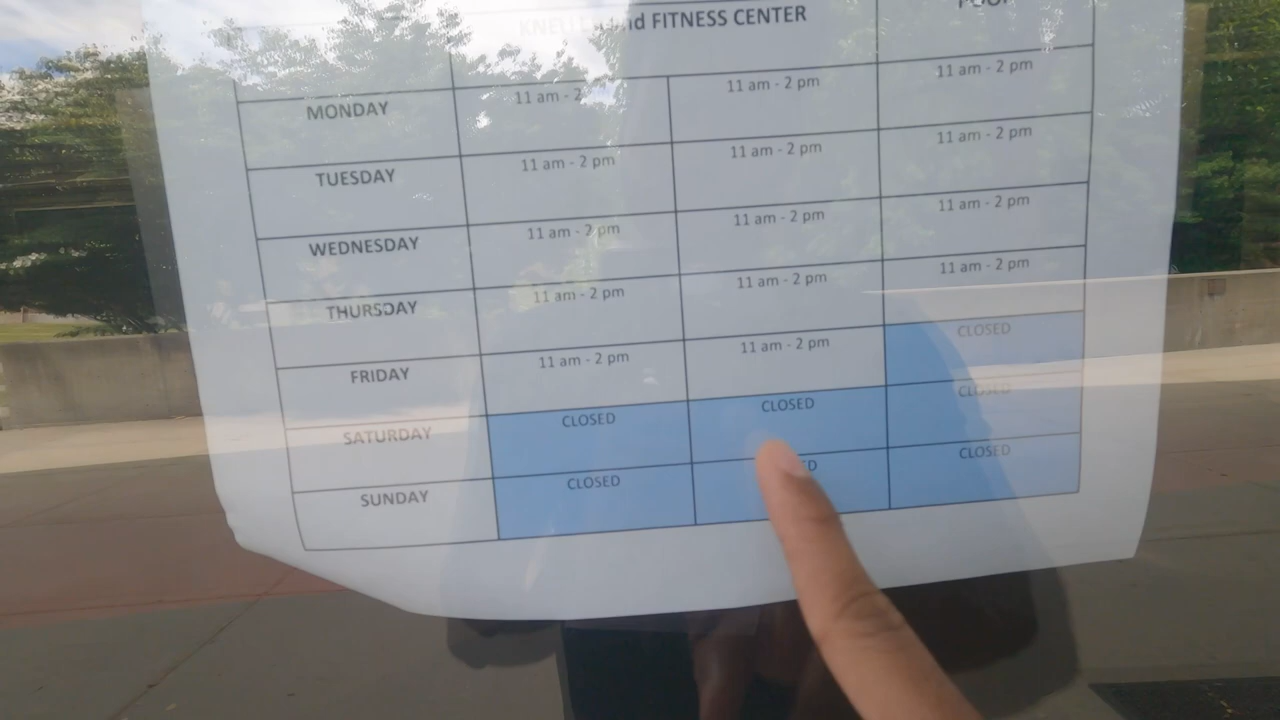 and FITNESS CENTER
POOL
MONDAY 11 am - 2 11 am - 2 pm 11 am - 2 pm
TUESDAY 11 am - 2 pm 11 am - 2 pm 11 am - 2 pm
WEDNESDAY 11 am - 2 pm 11 am - 2 pm 11 am - 2 pm
THURSDAY 11 am - 2 pm 11 am - 2 pm 11 am - 2 pm
FRIDAY 11 am - 2 pm 11 am - 2 pm CLOSED
SATURDAY CLOSED CLOSED CLOSED
SUNDAY CLOSED CLOSED